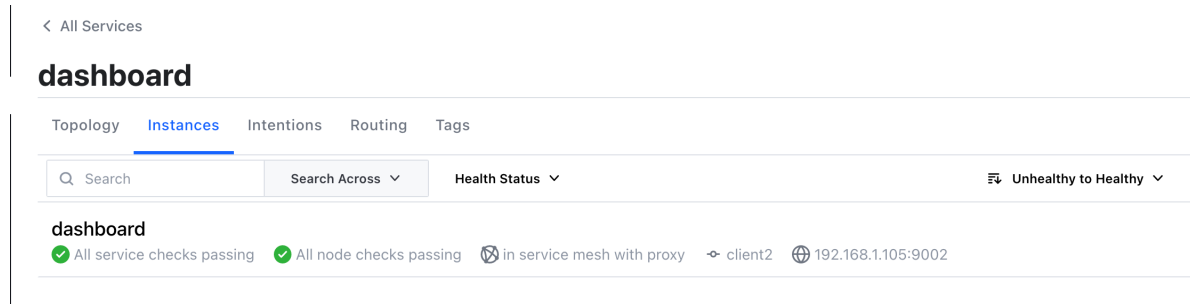 All Services
dashboard
Topology Instances Intentions Routing Tags
Search Search Across Health Status Unhealthy to Healthy
dashboard
All service checks passing All node checks passing in service mesh with proxy client2 192.168.1.105:9002